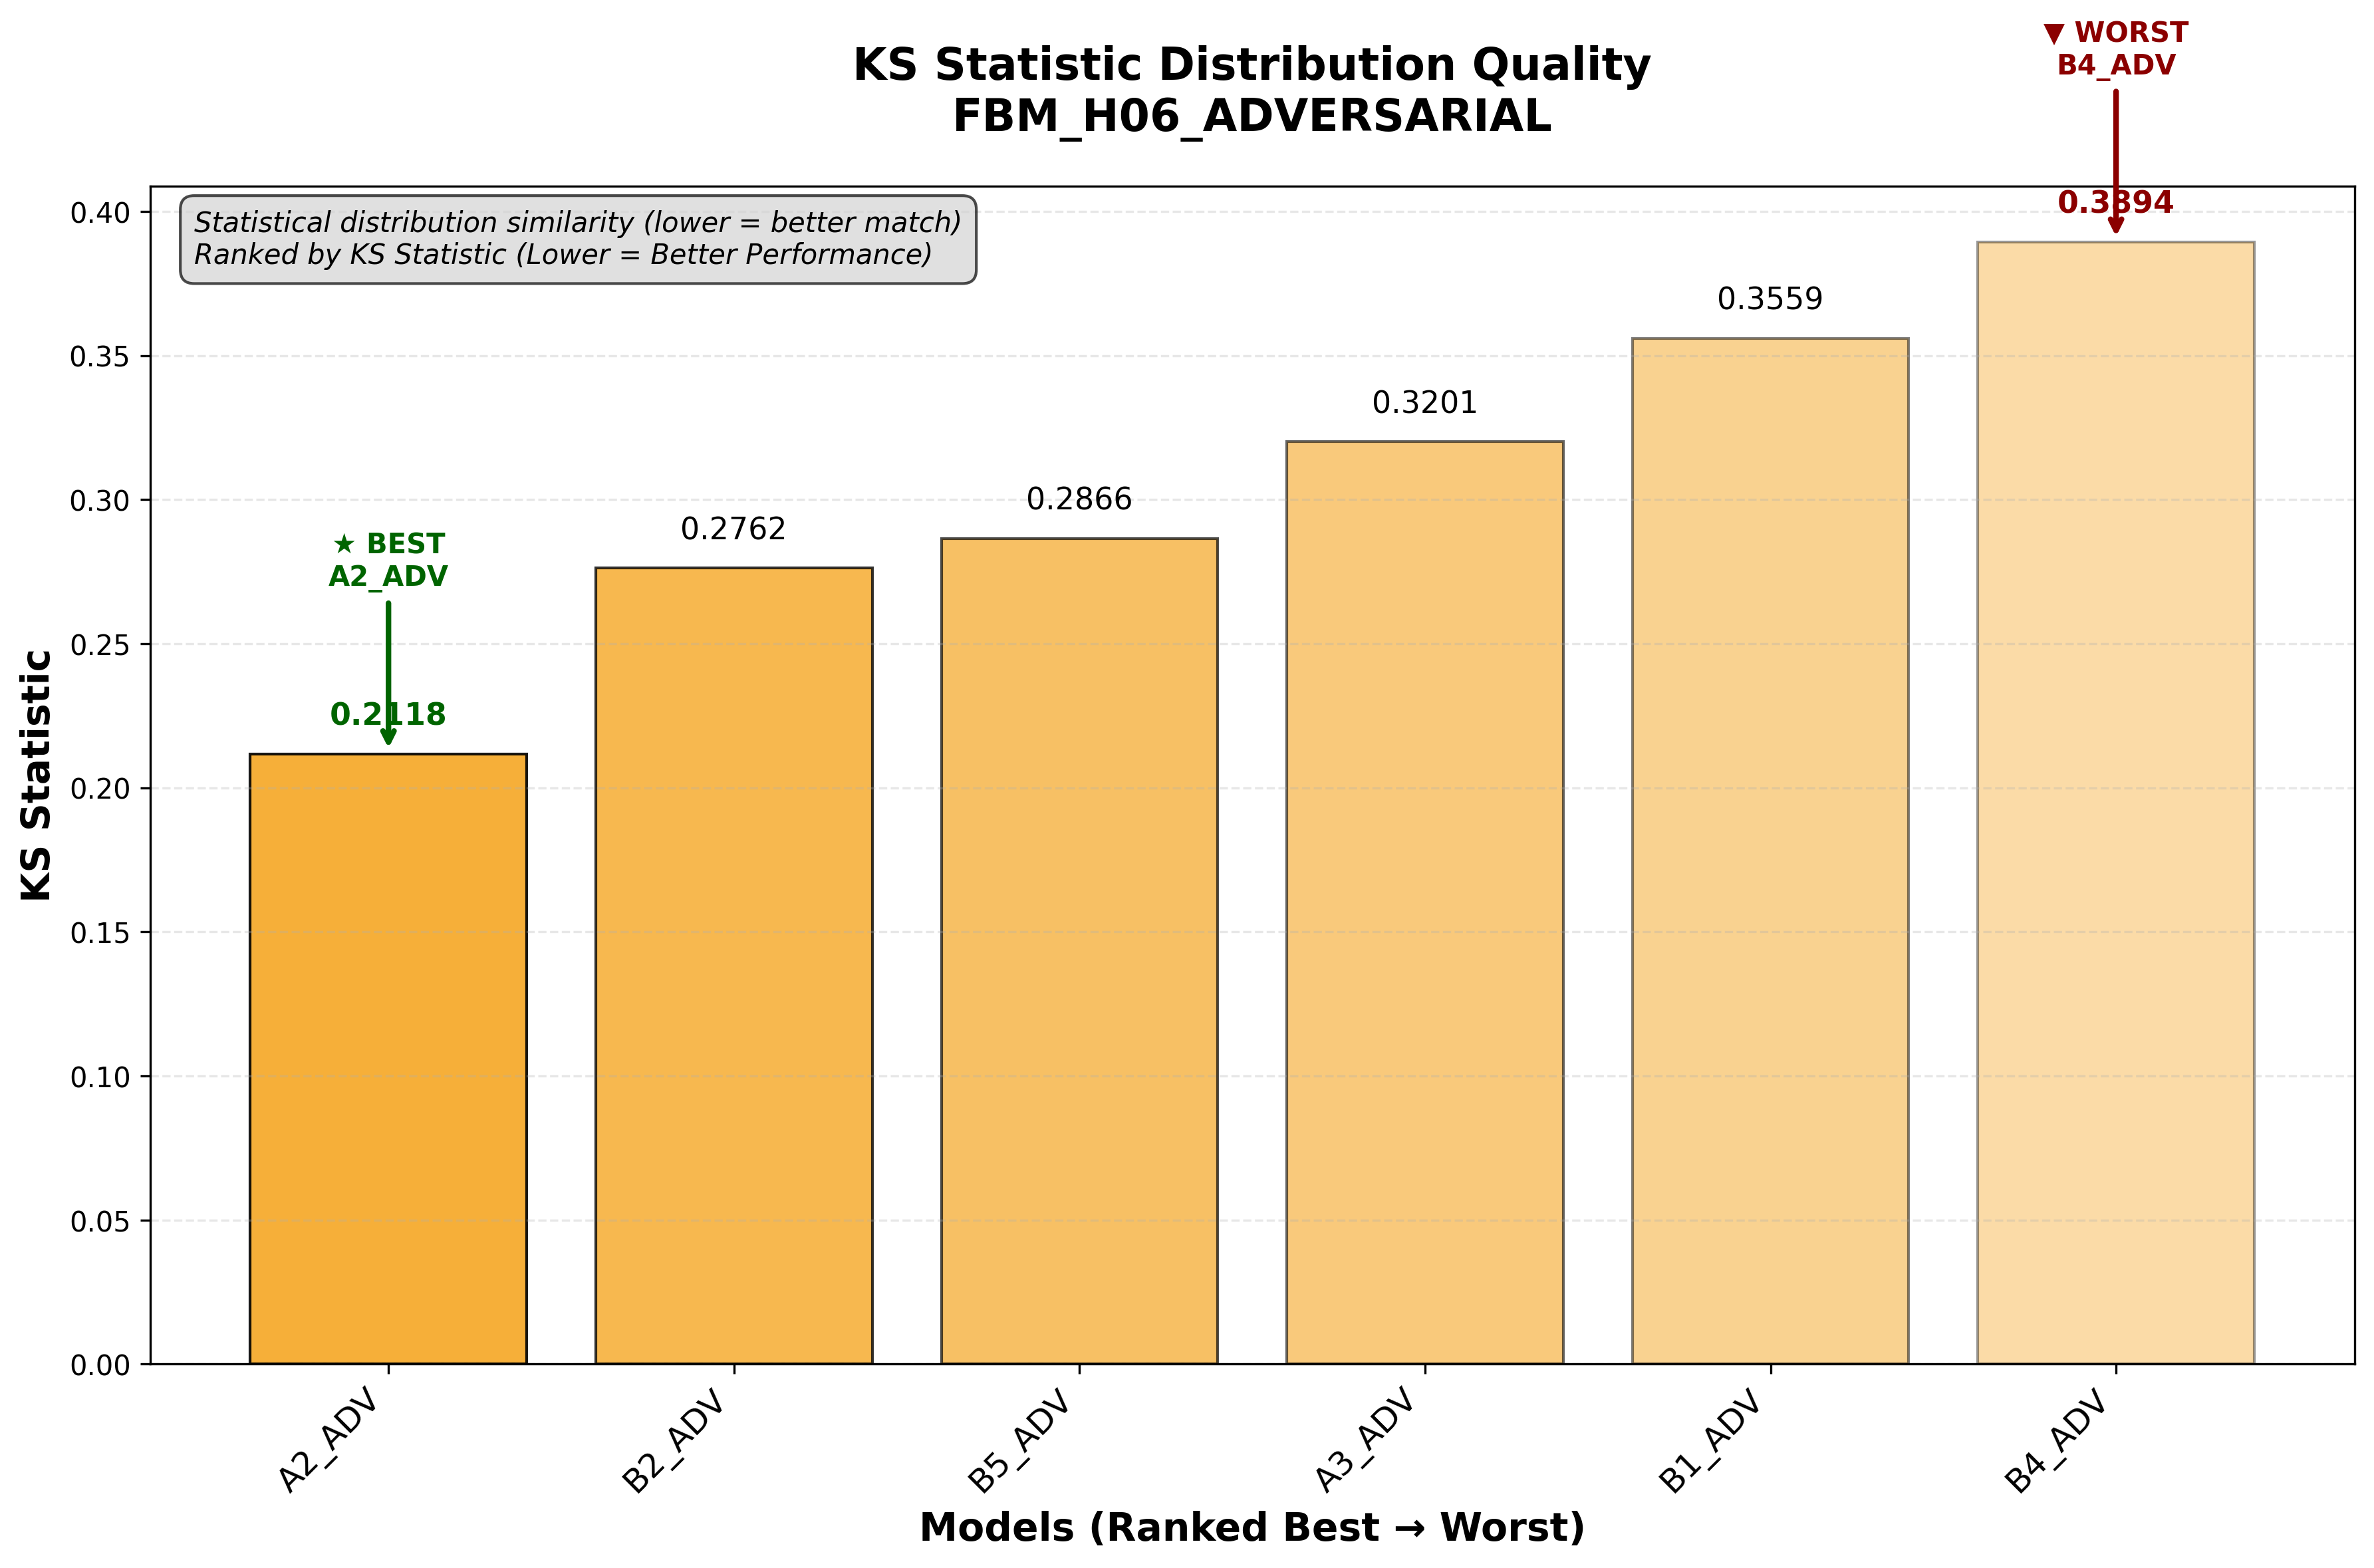 ▼ WORST
B4_ADV
KS Statistic Distribution Quality
FBM_H06_ADVERSARIAL
Statistical distribution similarity (lower = better match)
Ranked by KS Statistic (Lower = Better Performance)
KS Statistic
0.40
0.35
0.30
0.25
0.20
0.15
0.10
0.05
0.00
★ BEST
A2_ADV
0.2118
0.2762
0.2866
0.3201
0.3559
0.3894
A2_ADV
B2_ADV
B5_ADV
A3_ADV
B1_ADV
B4_ADV
Models (Ranked Best → Worst)